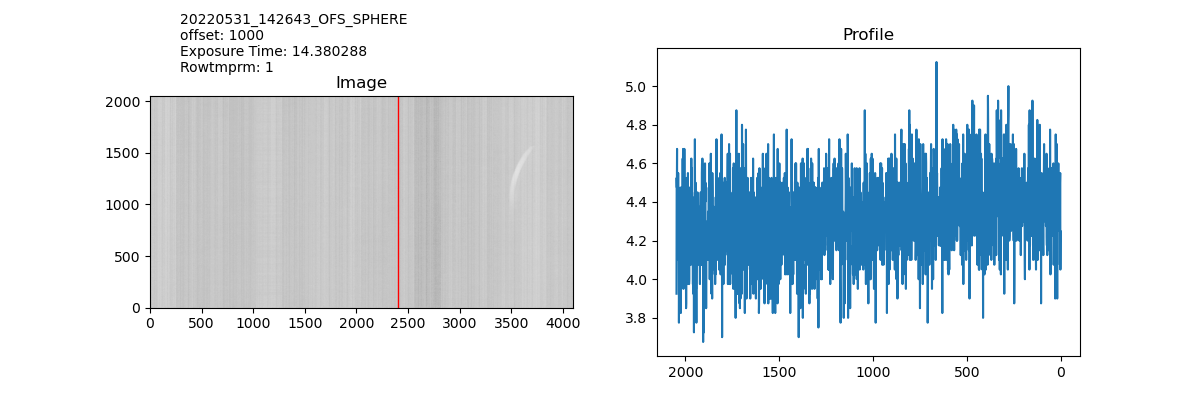 20220531_142643_OFS_SPHERE
offset: 1000
Exposure Time: 14.380288
Rowtmprm: 1
Image
2000
1500
1000
500
0
0 500 1000 1500 2000 2500 3000 3500 4000
Profile
5.0
4.8
4.6
4.4
4.2
4.0
3.8
2000 1500 1000 500 0